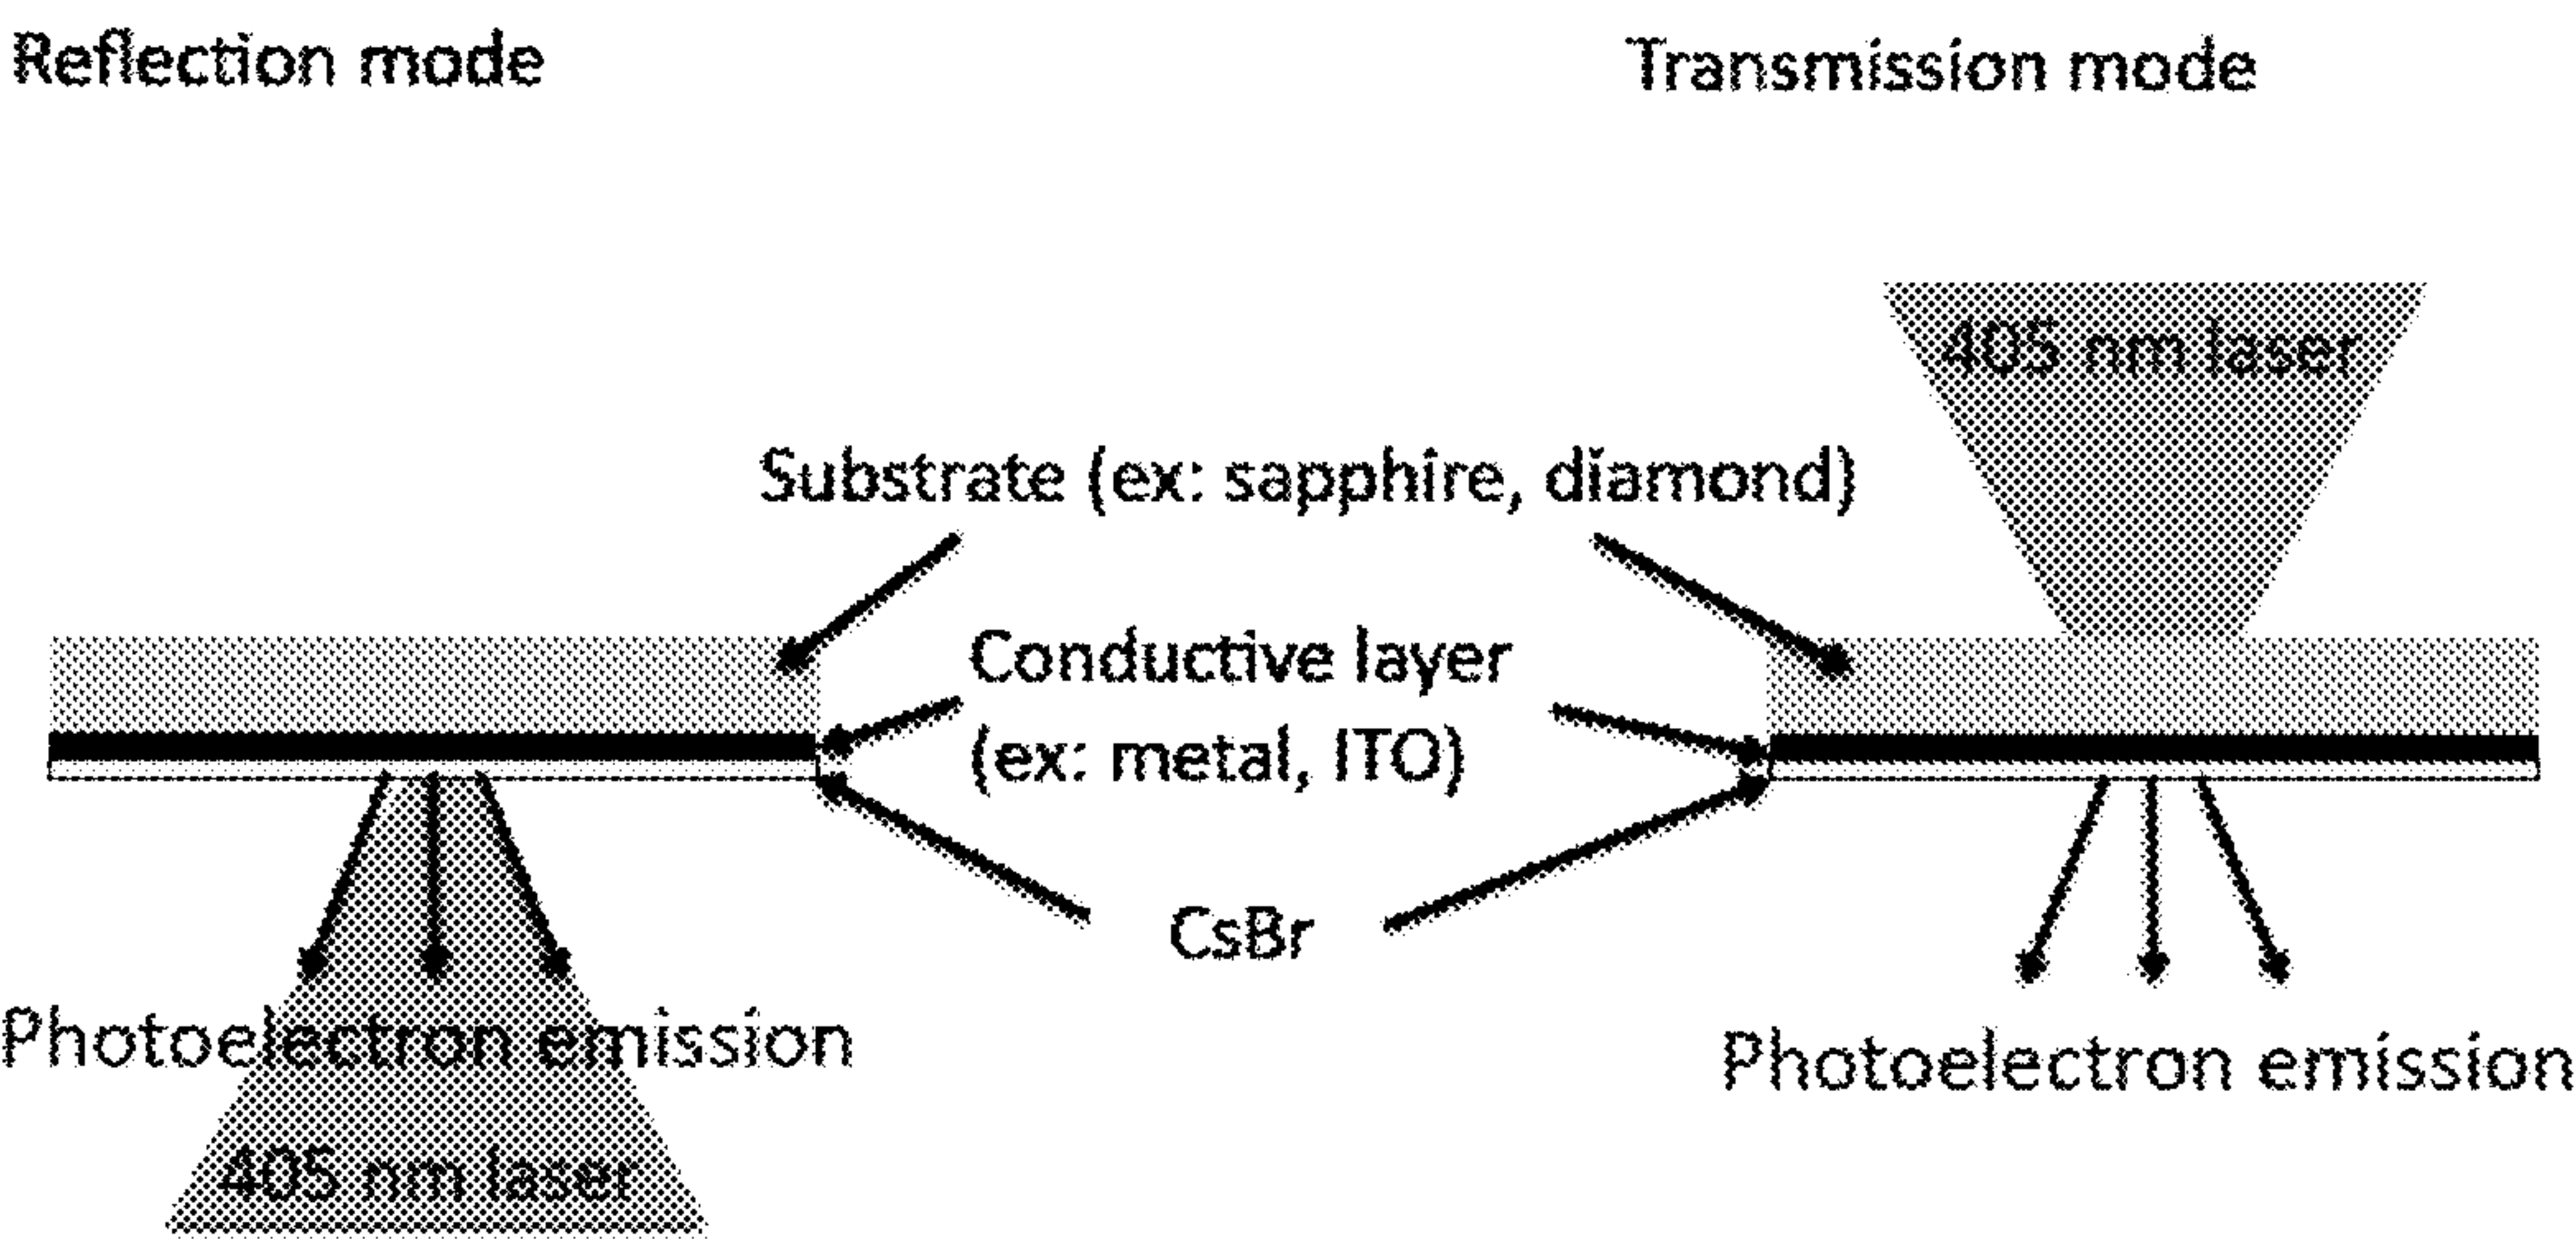 Reflection mode
Transmission mode
405 nm laser
Substrate (ex: sapphire, diamond)
Conductive layer
(ex: metal, ITO)
CsBr
Photoelectron emission
Photoelectron emission
405 nm laser